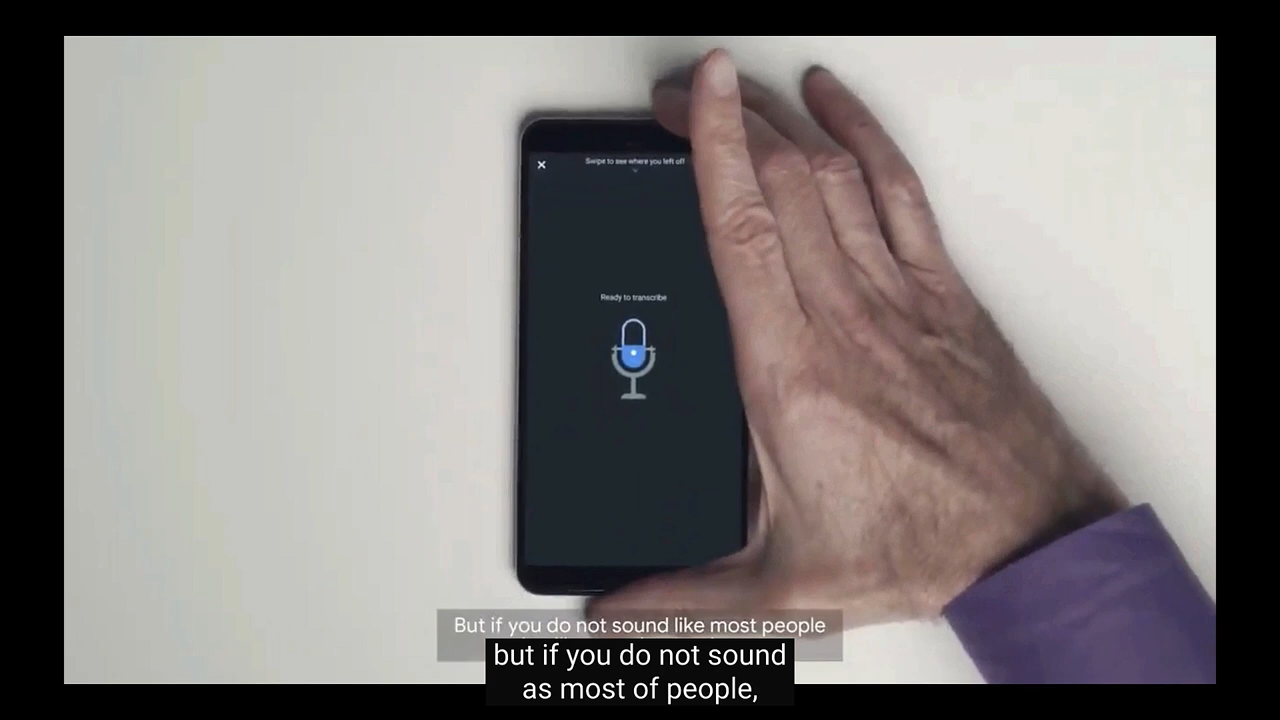 Swipe to see where you left off
Ready to transcribe
But if you do not sound like most people
but if you do not sound
as most of people,